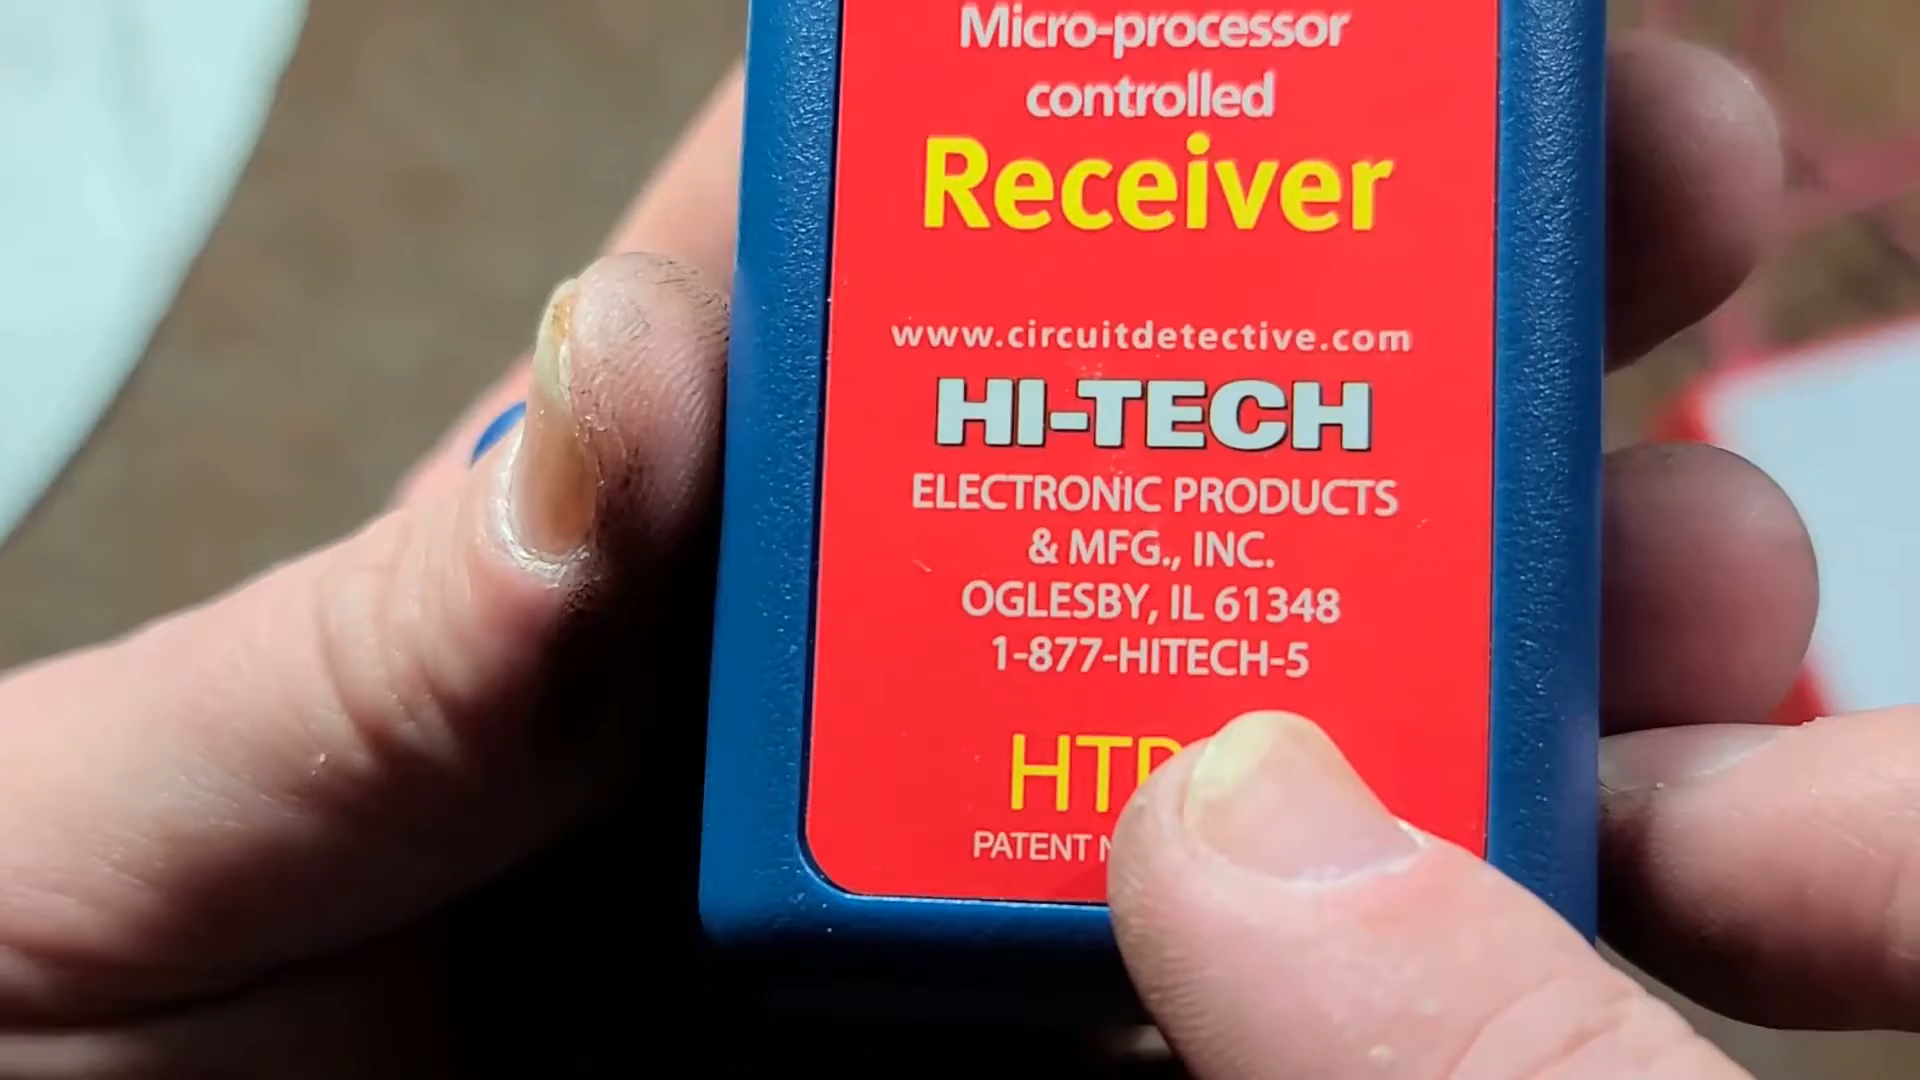 Micro-processor
controlled
Receiver
www.circuitdetective.com
HI-TECH
ELECTRONIC PRODUCTS
& MFG., INC.
OGLESBY, IL 61348
1-877-HITECH-5
PATENT